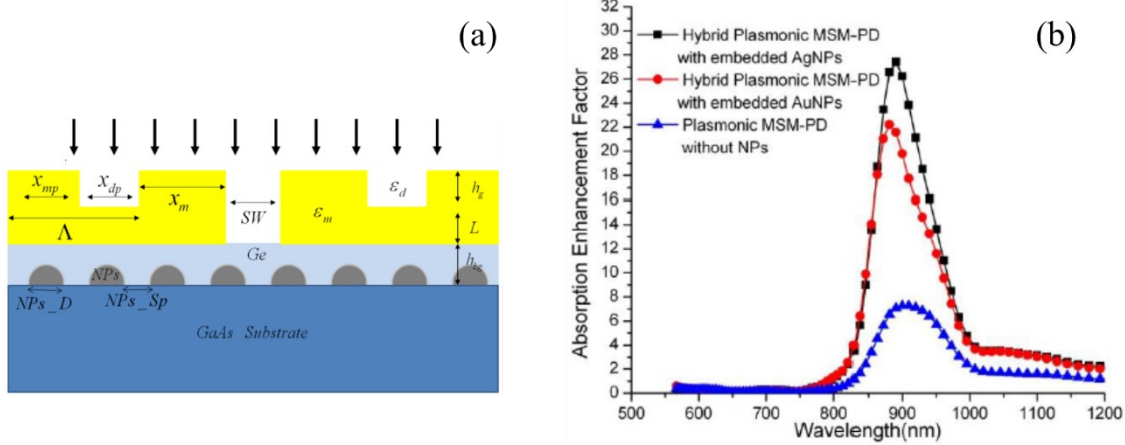 (a)
x_mp
x_dp
x_m
SW
ε_m
ε_d
h_g
L
Λ
Ge
h_bg
NPs
NPs_D
NPs_Sp
GaAs Substrate
(b)
Absorption Enhancement Factor
32
30
28
26
24
22
20
18
16
14
12
10
8
6
4
2
0
Hybrid Plasmonic MSM-PD
with embedded AgNPs
Hybrid Plasmonic MSM-PD
with embedded AuNPs
Plasmonic MSM-PD
without NPs
500 600 700 800 900 1000 1100 1200
Wavelength(nm)